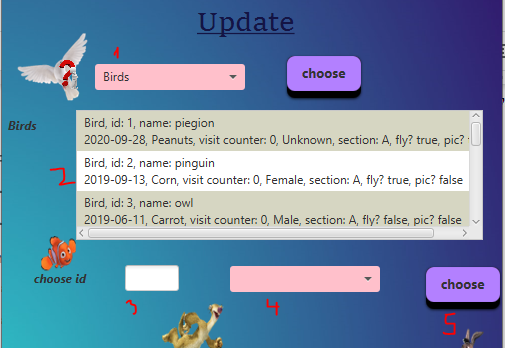 Update
1
Birds
choose
Birds
Bird, id: 1, name: piegion
2020-09-28, Peanuts, visit counter: 0, Unknown, section: A, fly? true, pic?
2
Bird, id: 2, name: pinguin
2019-09-13, Corn, visit counter: 0, Female, section: A, fly? true, pic? false
Bird, id: 3, name: owl
2019-06-11, Carrot, visit counter: 0, Male, section: A, fly? false, pic? false
choose id
choose
3
4
5